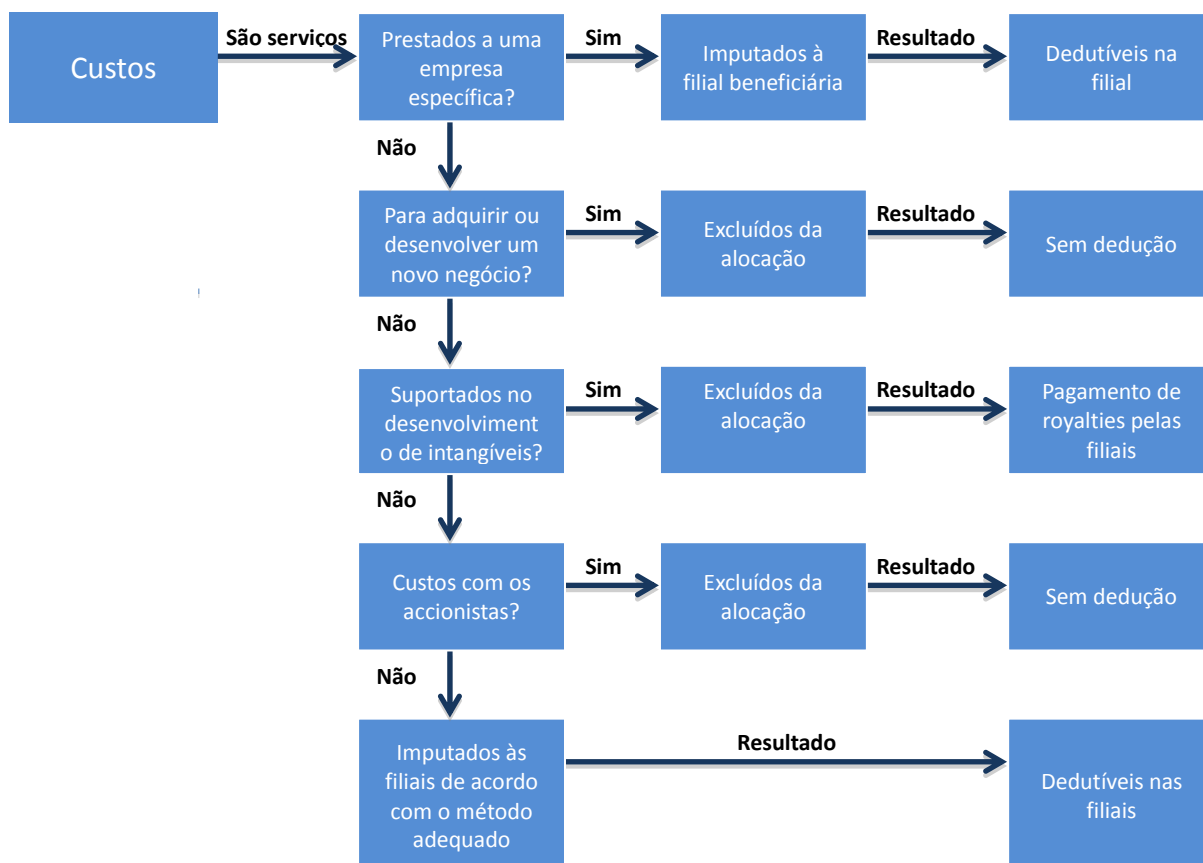 Custos
São serviços
Prestados a uma
empresa
específica?
Sim
Imputados à
filial beneficiária
Resultado
Dedutíveis na
filial
Não
Para adquirir ou
desenvolver um
novo negócio?
Sim
Excluídos da
alocação
Resultado
Sem dedução
Não
Suportados no
desenvolviment
o de intangíveis?
Sim
Excluídos da
alocação
Resultado
Pagamento de
royalties pelas
filiais
Não
Custos com os
accionistas?
Sim
Excluídos da
alocação
Resultado
Sem dedução
Não
Imputados às
filiais de acordo
com o método
adequado
Resultado
Dedutíveis nas
filiais